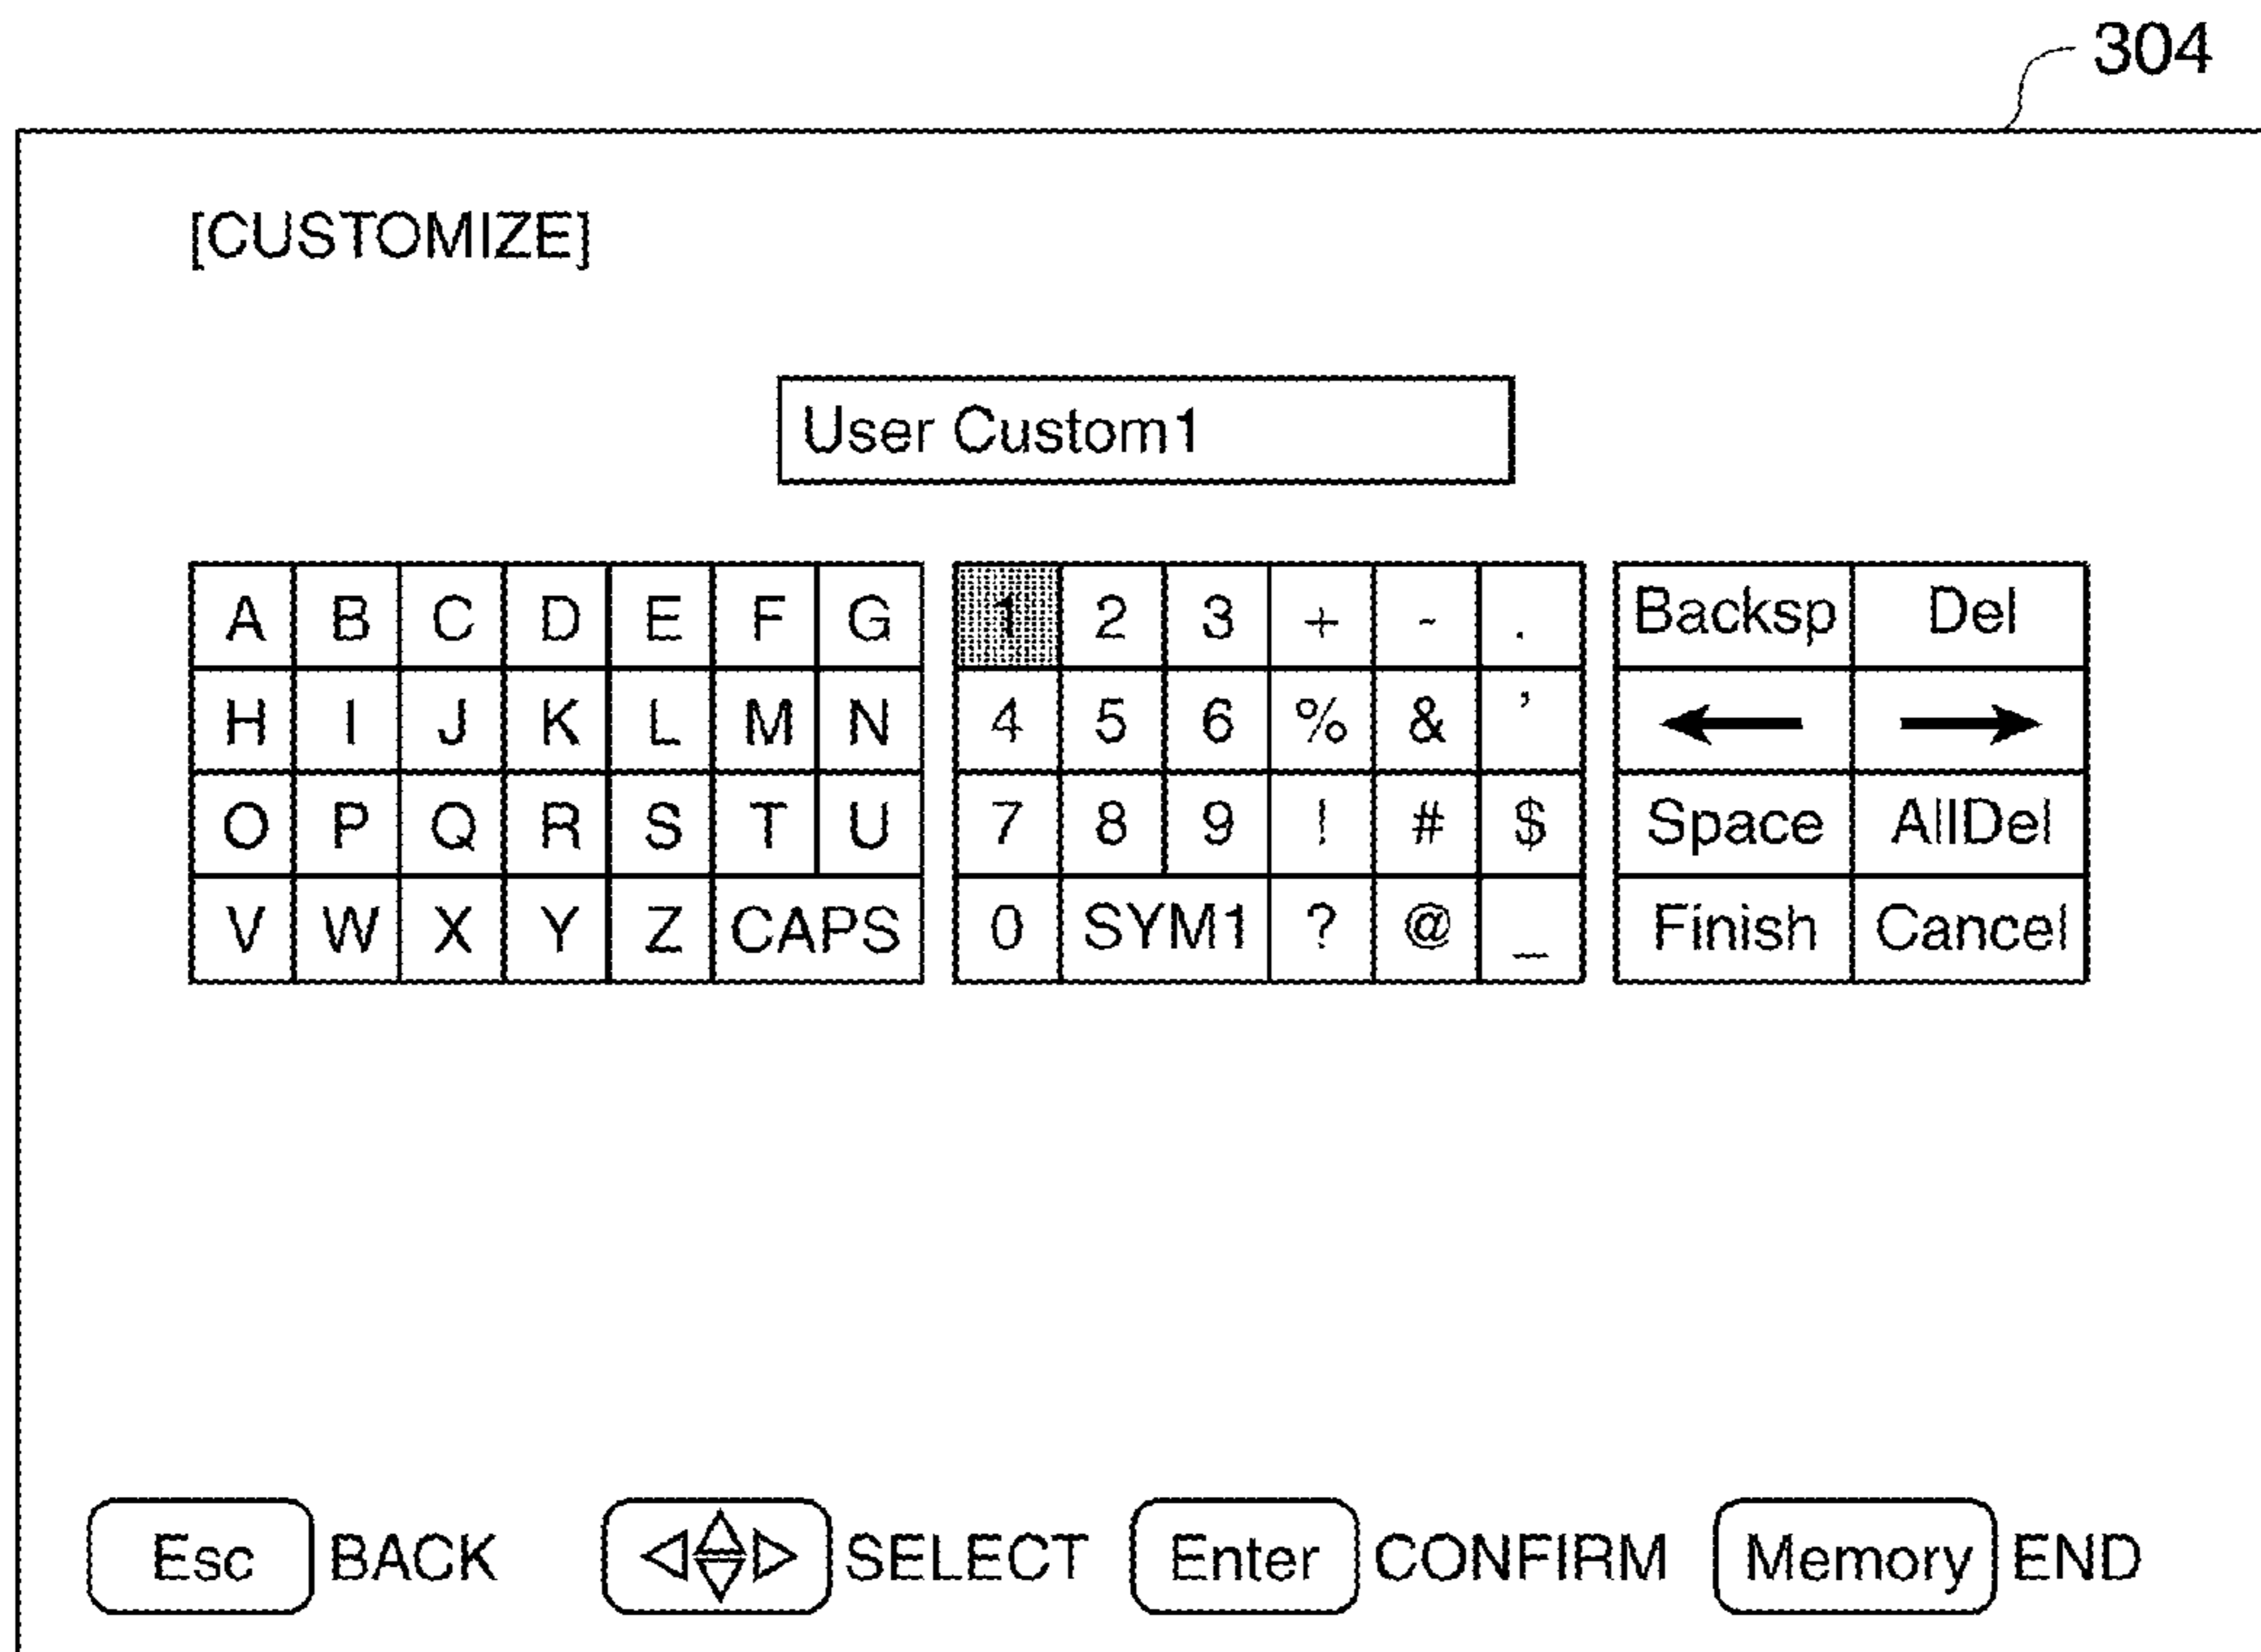 304
[CUSTOMIZE]
User Custom1
A B C D E F G 1 2 3 + - . Backsp Del
H I J K L M N 4 5 6 % & ’ ← →
O P Q R S T U 7 8 9 ! # $ Space AllDel
V W X Y Z CAPS 0 SYM1 ? @ _ Finish Cancel
Esc BACK SELECT Enter CONFIRM Memory END